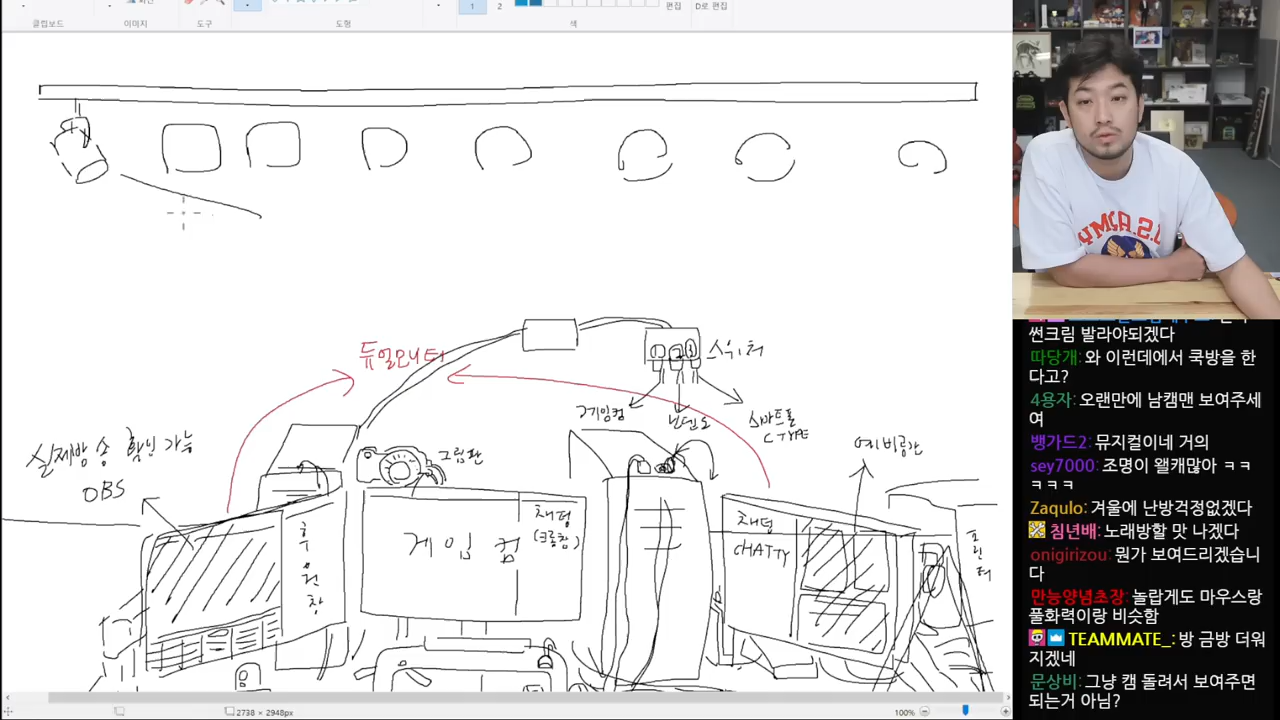 클립보드
이미지
도구
도형
1
2
색
편집
D로 편집
듀얼모니터
스위처
1 2 3
게임컴
닌텐도
스마트폰
C TYPE
실제방송 확인 가능
OBS
그림판
여비공간
후원창
게임컴
채팅
(크롬창)
채팅
CHATTY
프린터
YMCA.S.U
썬크림 발라야되겠다
따당개: 와 이런데에서 쿡방을 한
다고?
4용자: 오랜만에 남캠맨 보여주세
여
뱅가드2: 뮤지컬이네 거의
sey7000: 조명이 왤캐많아 ㅋㅋ
ㅋㅋㅋㅋ
Zaqulo: 겨울에 난방걱정없겠다
침년배: 노래방할 맛 나겠다
onigirizou: 뭔가 보여드리겠습니
다
만능양념초장: 놀랍게도 마우스랑
풀화력이랑 비슷함
TEAMMATE_: 방 금방 더워
지겠네
문상비: 그냥 캠 돌려서 보여주면
되는거 아님?
2738 × 2948px
100%